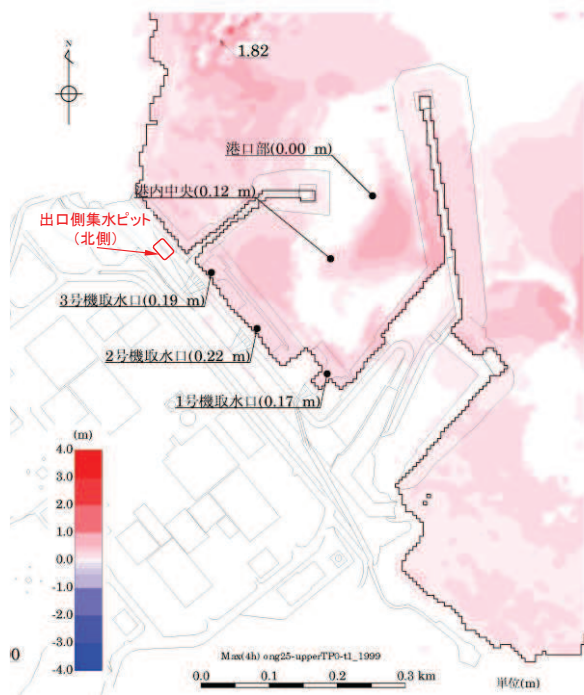 N
1.82
港口部(0.00 m)
港内中央(0.12 m)
出口側集水ピット
(北側)
3号機取水口(0.19 m)
2号機取水口(0.22 m)
1号機取水口(0.17 m)
(m)
4.0
3.0
2.0
1.0
0.0
-1.0
-2.0
-3.0
-4.0
00
Max(4h) ong25-upperTP0-t1_1999
0.0 0.1 0.2 0.3 km
単位(m)